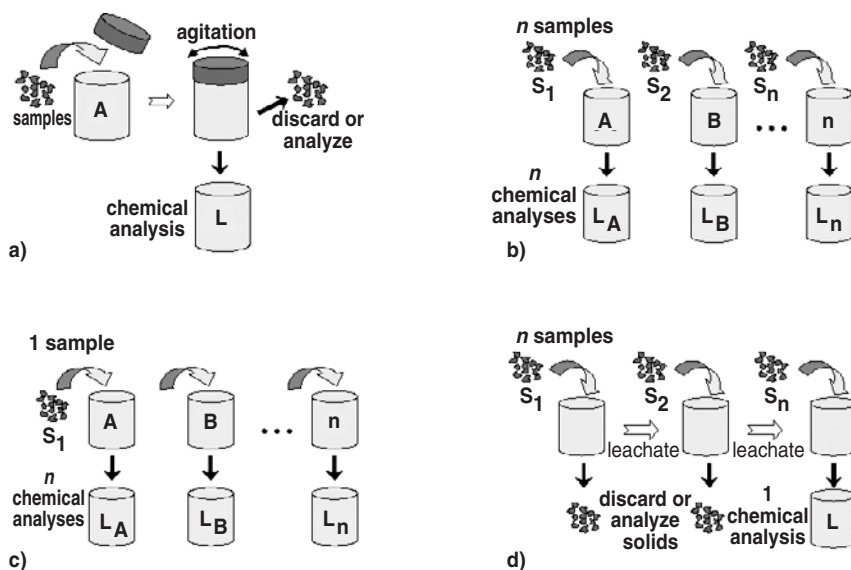 agitation
samples
A
discard or
analyze
chemical
analysis
L
a)
n samples
S1
S2
Sn
A
B
...
n
n
chemical
analyses
LA
LB
Ln
b)
1 sample
S1
A
B
...
n
n
chemical
analyses
LA
LB
Ln
c)
n samples
S1
S2
Sn
leachate
leachate
discard or
analyze
solids
1
chemical
analysis
L
d)